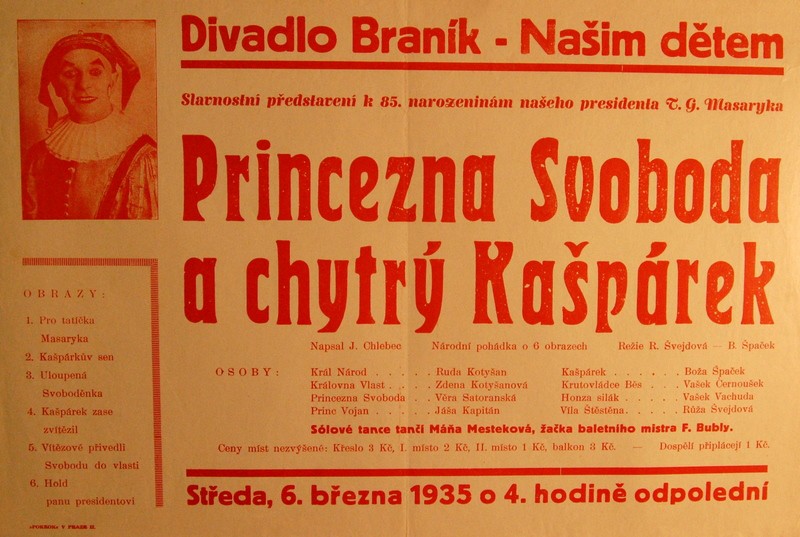 Divadlo Braník - Našim dětem
Slavnostní představení k 85. narozeninám našeho presidenta T. G. Masaryka
Princezna Svoboda
a chytrý Kašpárek
Napsal J. Chlebec Národní pohádka o 6 obrazech Režie R. Švejdová — B. Špaček
OSOBY:
Král Národ . . . . . Ruda Kotyšan
Královna Vlast . . . . Zdena Kotyšanová
Princezna Svoboda . . . Věra Satoranská
Princ Vojan . . . . Jáša Kapitán
Kašpárek . . . . . . Boža Špaček
Krutovládce Běs . . . . Vašek Černoušek
Honza silák . . . . . Vašek Vachuda
Víla Štěstěna. . . . . Růža Švejdová
Sólové tance tančí Máňa Mesteková, žačka baletního mistra F. Bubly.
Ceny míst nezvýšené: Křeslo 3 Kč, I. místo 2 Kč, II. místo 1 Kč, balkon 3 Kč. — Dospělí připlácejí 1 Kč.
Středa, 6. března 1935 o 4. hodině odpolední
OBRAZY:
1. Pro tatíčka
Masaryka
2. Kašpárkův sen
3. Uloupená
Svoboděnka
4. Kašpárek zase
zvítězil
5. Vítězové přivedli
Svobodu do vlasti
6. Hold
panu presidentovi
V PRAZE II.